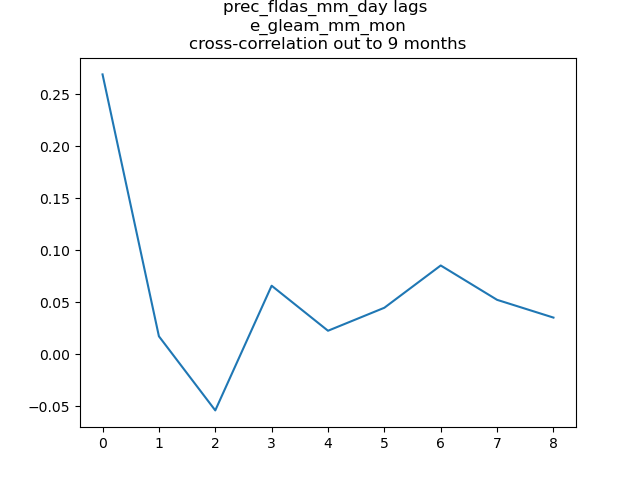 prec_fldas_mm_day lags
e_gleam_mm_mon
cross-correlation out to 9 months
0.25
0.20
0.15
0.10
0.05
0.00
−0.05
0 1 2 3 4 5 6 7 8